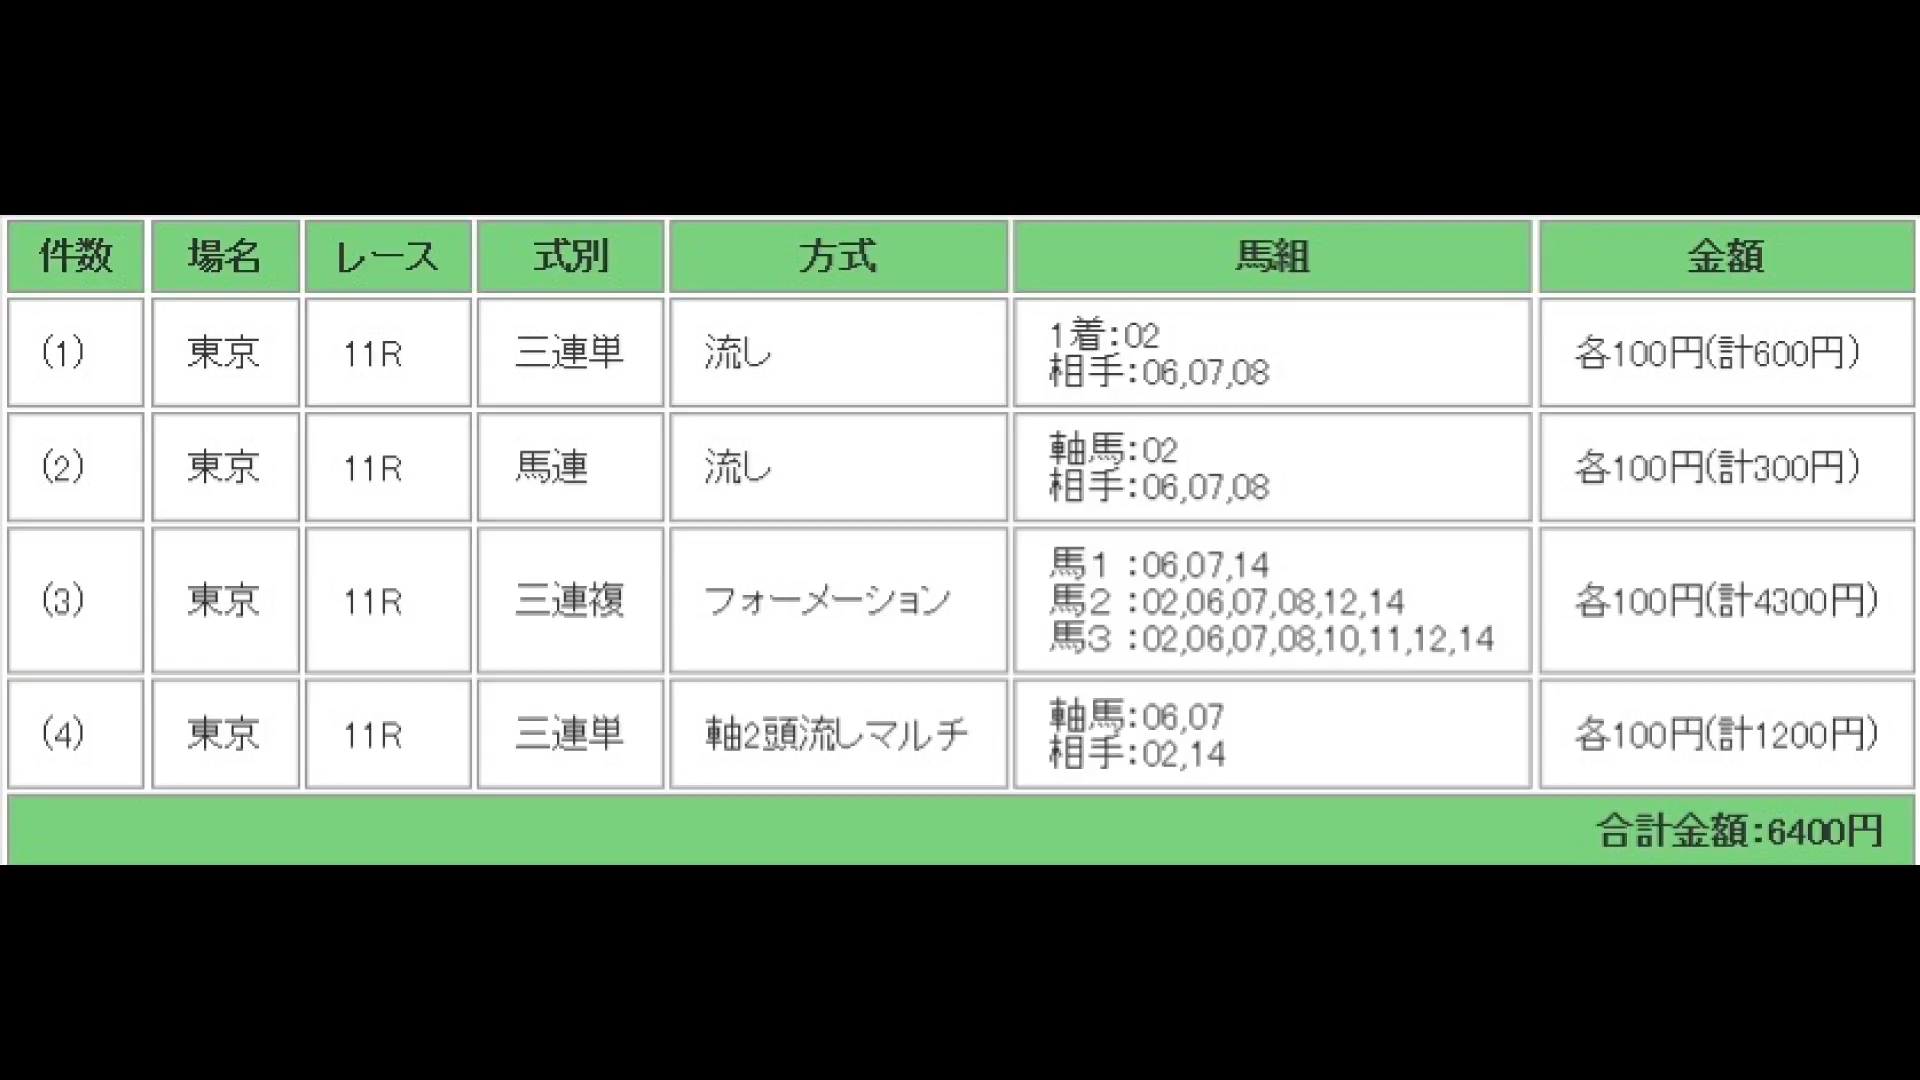 件数 場名 レース 式別 方式 馬組 金額
(1) 東京 11R 三連単 流し 1着:02 各100円(計600円)
相手:06,07,08
(2) 東京 11R 馬連 流し 軸馬:02 各100円(計300円)
相手:06,07,08
(3) 東京 11R 三連複 フォーメーション 馬1 :06,07,14 各100円(計4300円)
馬2 :02,06,07,08,12,14
馬3 :02,06,07,08,10,11,12,14
(4) 東京 11R 三連単 軸2頭流しマルチ 軸馬:06,07 各100円(計1200円)
相手:02,14
合計金額:6400円